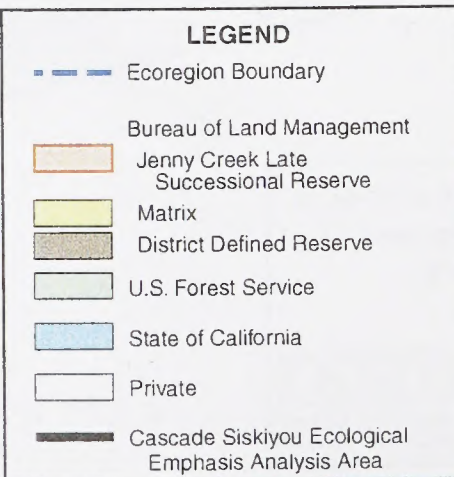 LEGEND
Ecoregion Boundary
Bureau of Land Management
Jenny Creek Late
Successional Reserve
Matrix
District Defined Reserve
U.S. Forest Service
State of California
Private
Cascade Siskiyou Ecological
Emphasis Analysis Area